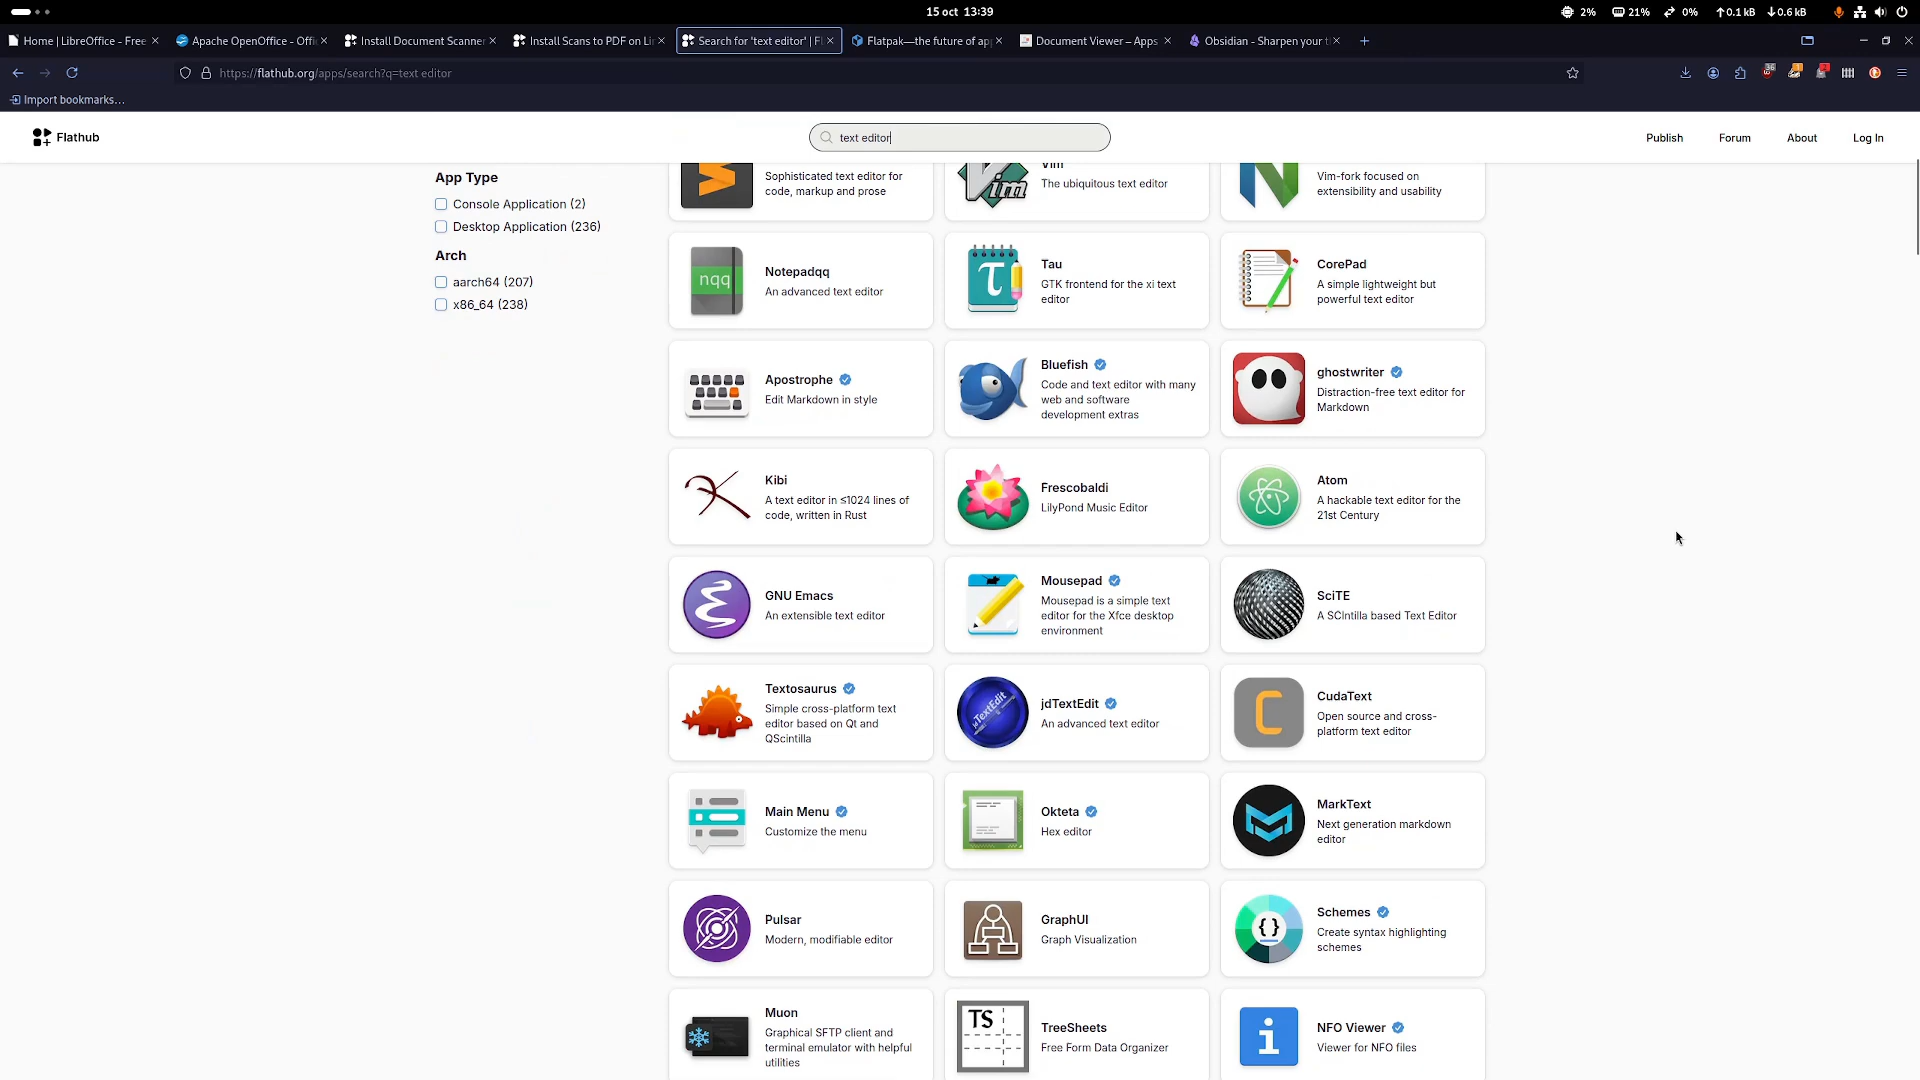 15 oct 13:39
2%
21%
0%
0.1 kB
0.6 kB
Home | LibreOffice - Free
Apache OpenOffice - Offi
Install Document Scanner
Install Scans to PDF on Lin
Search for 'text editor' | Fl
Flatpak—the future of ap
Document Viewer – Apps
Obsidian - Sharpen your t
https://flathub.org/apps/search?q=text editor
36
1
2
Import bookmarks...
Flathub
text editor
Publish
Forum
About
Log In
App Type
Console Application (2)
Desktop Application (236)
Arch
aarch64 (207)
x86_64 (238)
Sophisticated text editor for
code, markup and prose
Vim
Vim
The ubiquitous text editor
Vim-fork focused on
extensibility and usability
nqq
Notepadqq
An advanced text editor
τ
Tau
GTK frontend for the xi text
editor
CorePad
A simple lightweight but
powerful text editor
Apostrophe
Edit Markdown in style
Bluefish
Code and text editor with many
web and software
development extras
ghostwriter
Distraction-free text editor for
Markdown
Kibi
A text editor in ≤1024 lines of
code, written in Rust
Frescobaldi
LilyPond Music Editor
Atom
A hackable text editor for the
21st Century
GNU Emacs
An extensible text editor
Mousepad
Mousepad is a simple text
editor for the Xfce desktop
environment
SciTE
A SCIntilla based Text Editor
Textosaurus
Simple cross-platform text
editor based on Qt and
QScintilla
jTextEdit
jdTextEdit
An advanced text editor
C
CudaText
Open source and cross-
platform text editor
Main Menu
Customize the menu
Okteta
Hex editor
MarkText
Next generation markdown
editor
Pulsar
Modern, modifiable editor
GraphUI
Graph Visualization
{}
Schemes
Create syntax highlighting
schemes
Muon
Graphical SFTP client and
terminal emulator with helpful
utilities
TS
TreeSheets
Free Form Data Organizer
i
NFO Viewer
Viewer for NFO files